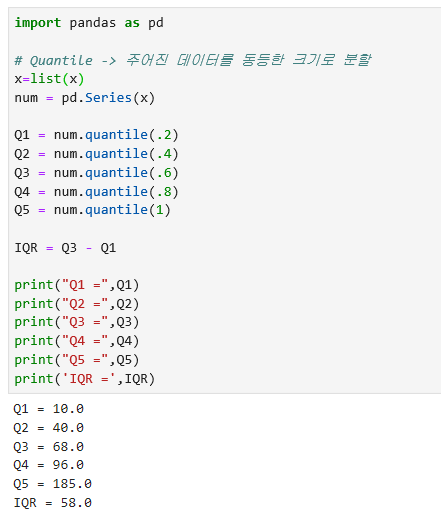 import pandas as pd
# Quantile -> 주어진 데이터를 동등한 크기로 분할
x=list(x)
num = pd.Series(x)
Q1 = num.quantile(.2)
Q2 = num.quantile(.4)
Q3 = num.quantile(.6)
Q4 = num.quantile(.8)
Q5 = num.quantile(1)
IQR = Q3 - Q1
print("Q1 =",Q1)
print("Q2 =",Q2)
print("Q3 =",Q3)
print("Q4 =",Q4)
print("Q5 =",Q5)
print('IQR =',IQR)
Q1 = 10.0
Q2 = 40.0
Q3 = 68.0
Q4 = 96.0
Q5 = 185.0
IQR = 58.0